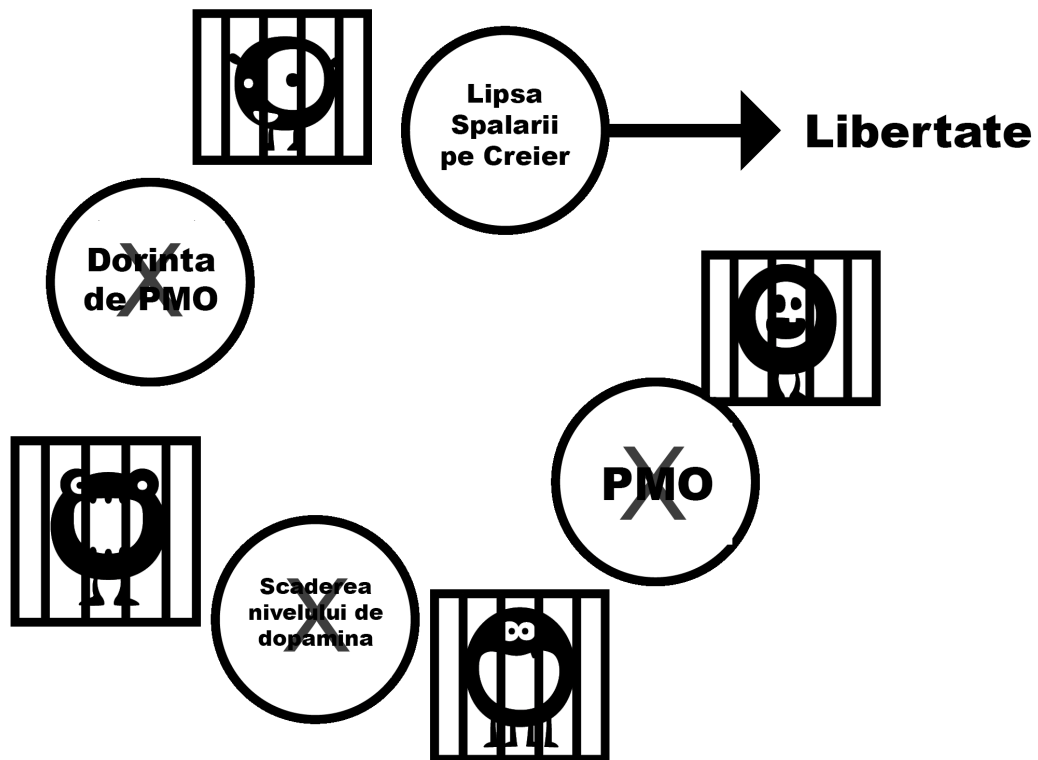 Lipsa
Spalarii
pe Creier
Libertate
Dorinta
de PMO
X
PMO
X
Scaderea
nivelului de
dopamina
X